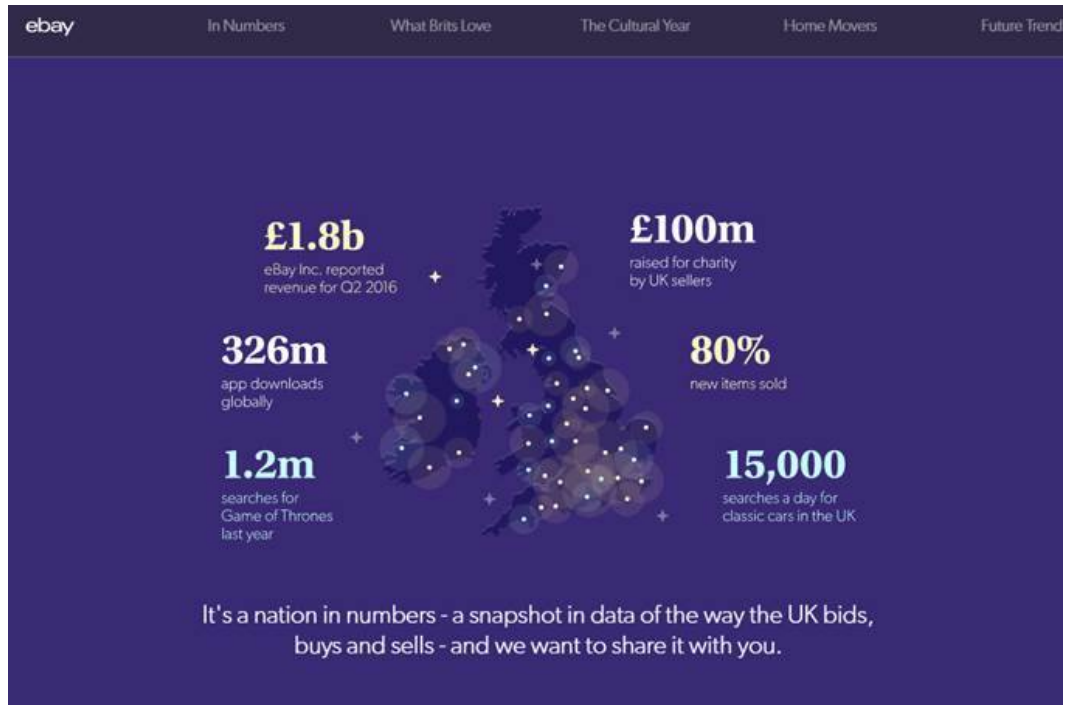 ebay
In Numbers
What Brits Love
The Cultural Year
Home Movers
Future Trend
£1.8b
eBay Inc. reported
revenue for Q2 2016
£100m
raised for charity
by UK sellers
326m
app downloads
globally
80%
new items sold
1.2m
searches for
Game of Thrones
last year
15,000
searches a day for
classic cars in the UK
It's a nation in numbers - a snapshot in data of the way the UK bids,
buys and sells - and we want to share it with you.